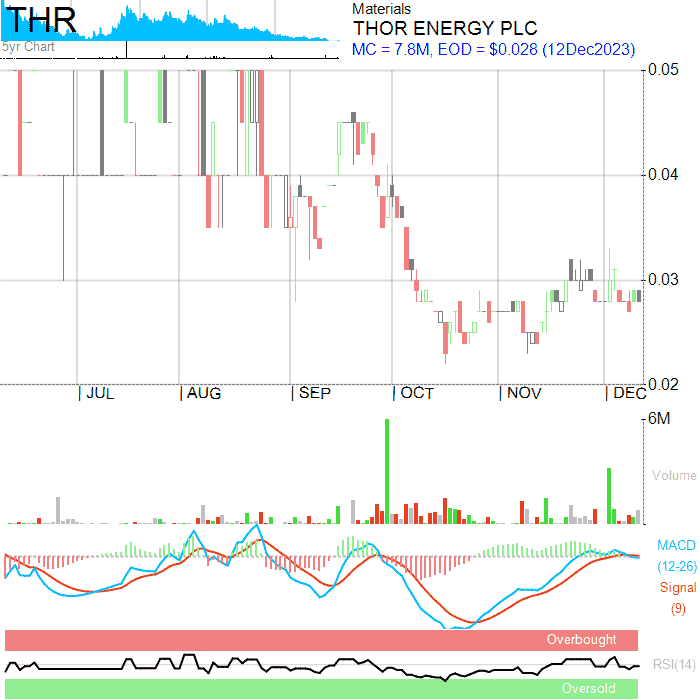 THR
5yr Chart
Materials
THOR ENERGY PLC
MC = 7.8M, EOD = $0.028 (12Dec2023)
0.05
0.04
0.03
0.02
| JUL | AUG | SEP | OCT | NOV | DEC
6M
Volume
MACD
(12-26)
Signal
(9)
Overbought
RSI(14)
Oversold